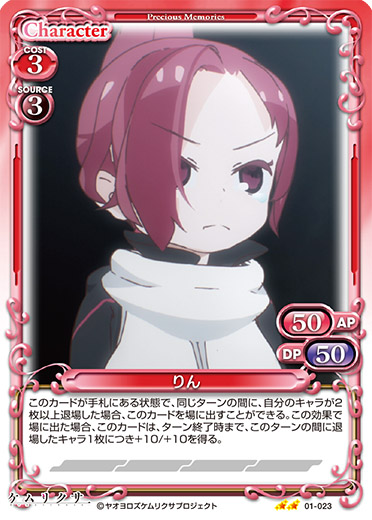 Precious Memories
Character
COST
3
SOURCE
3
50 AP
DP 50
りん
このカードが手札にある状態で、同じターンの間に、自分のキャラが2
枚以上退場した場合、このカードを場に出すことができる。この効果で
場に出た場合、このカードは、ターン終了時まで、このターンの間に退
場したキャラ1枚につき+10/+10を得る。
ケムリクサ
©ヤオヨロズケムリクサプロジェクト
01-023